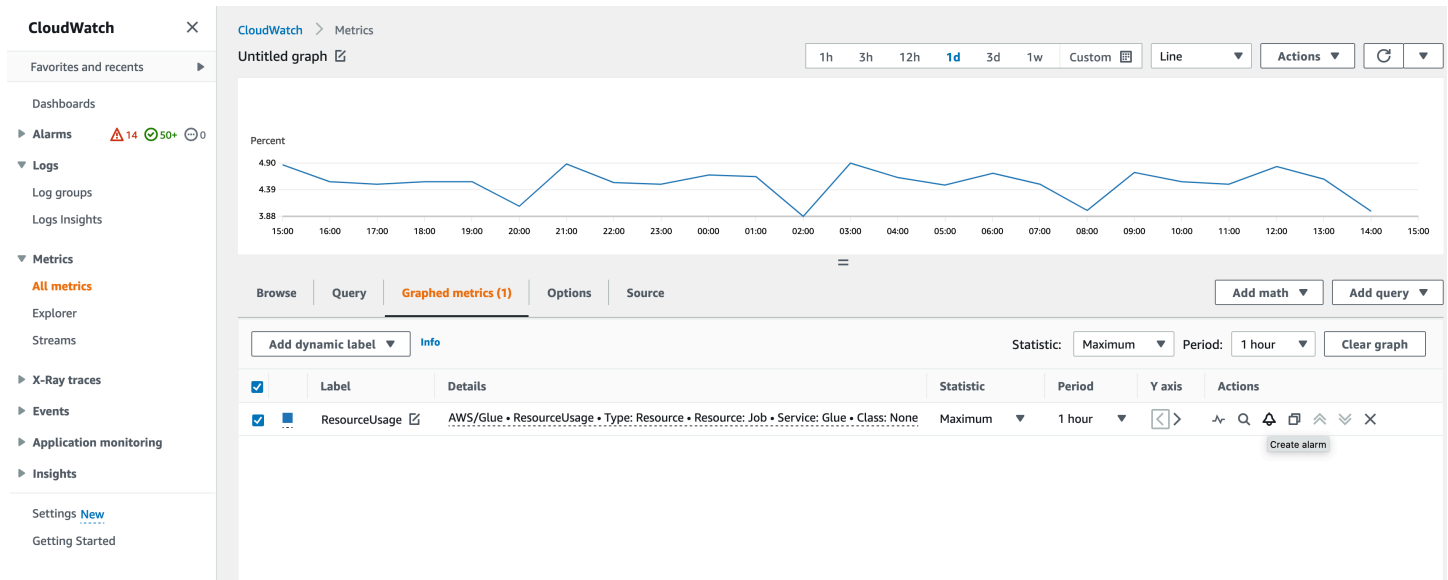 CloudWatch
Favorites and recents
Dashboards
Alarms 14 50+ 0
Logs
Log groups
Logs Insights
Metrics
All metrics
Explorer
Streams
X-Ray traces
Events
Application monitoring
Insights
Settings New
Getting Started
CloudWatch Metrics
Untitled graph
1h 3h 12h 1d 3d 1w Custom Line Actions
Percent
4.90
4.39
3.88
15:00 16:00 17:00 18:00 19:00 20:00 21:00 22:00 23:00 00:00 01:00 02:00 03:00 04:00 05:00 06:00 07:00 08:00 09:00 10:00 11:00 12:00 13:00 14:00 15:00
Browse Query Graphed metrics (1) Options Source Add math Add query
Add dynamic label Info Statistic: Maximum Period: 1 hour Clear graph
Label Details Statistic Period Y axis Actions
ResourceUsage AWS/Glue • ResourceUsage • Type: Resource • Resource: Job • Service: Glue • Class: None Maximum 1 hour
Create alarm